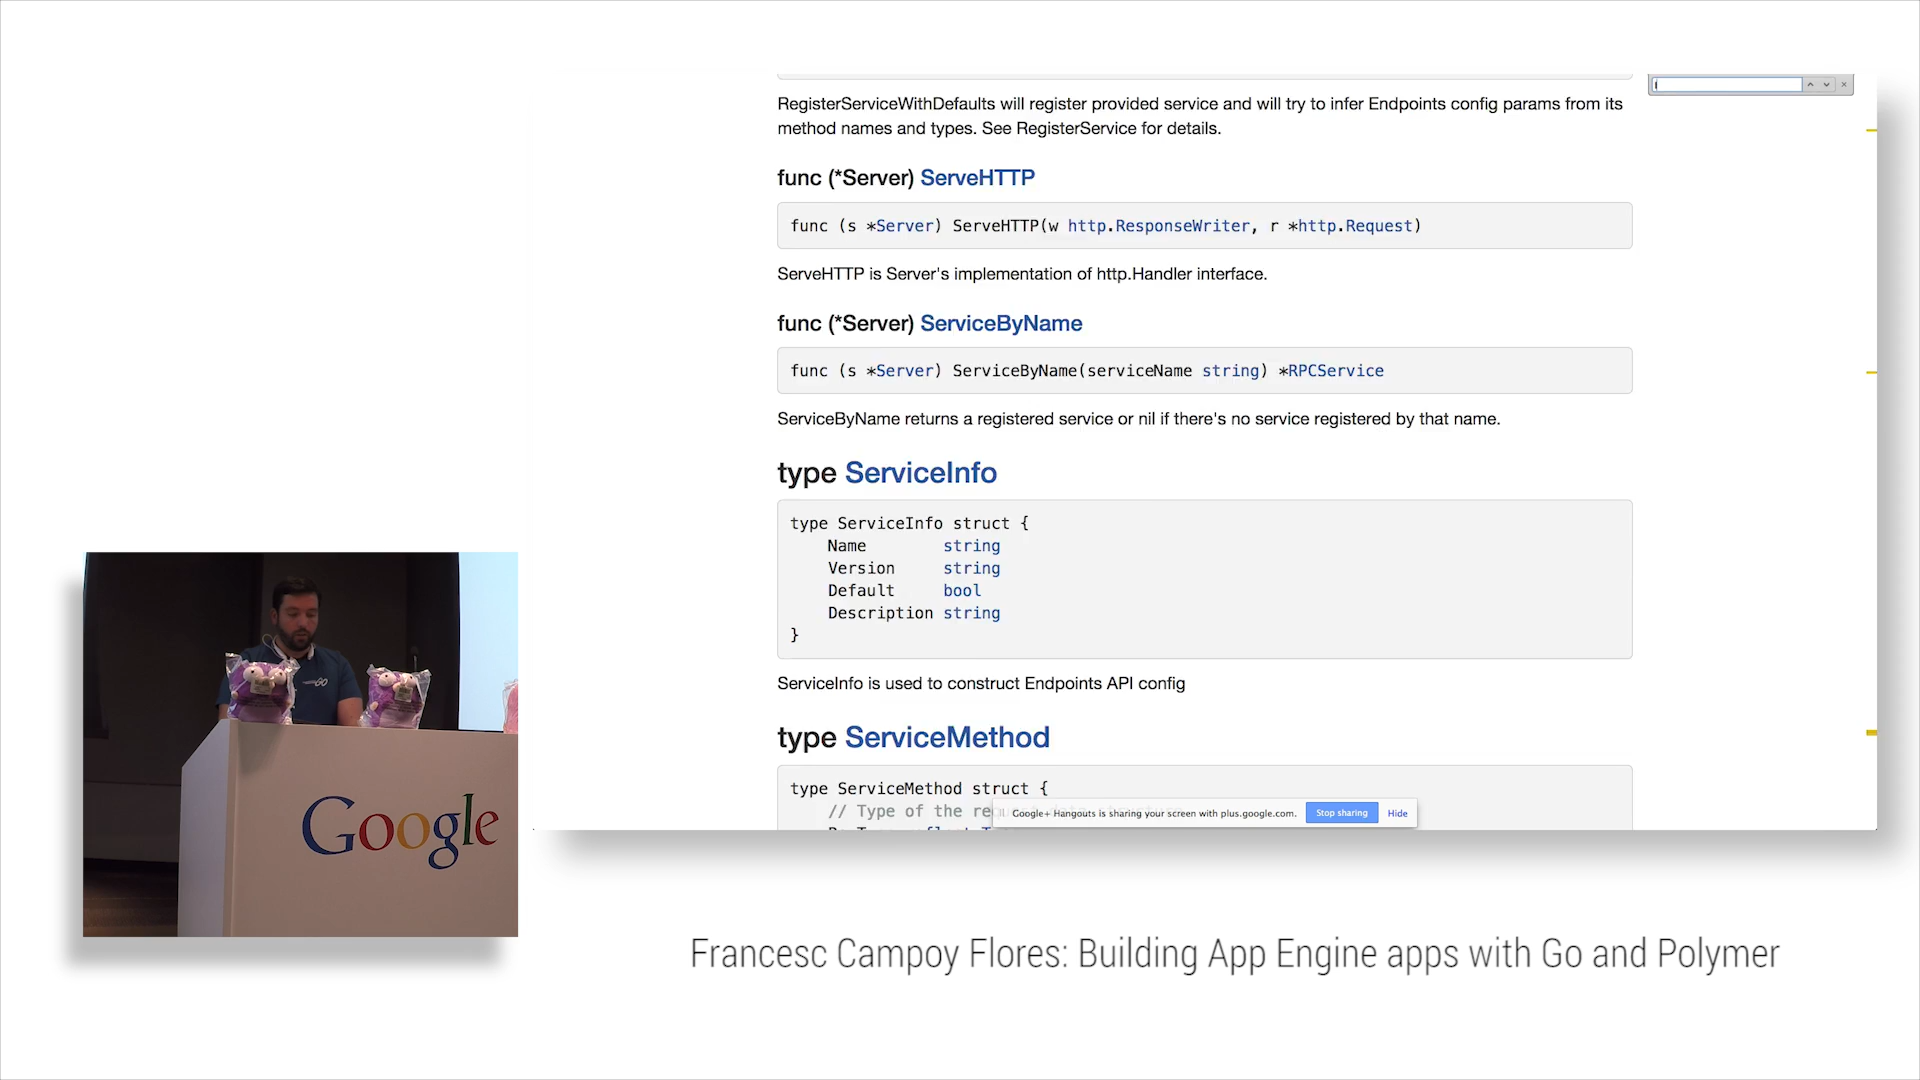 RegisterServiceWithDefaults will register provided service and will try to infer Endpoints config params from its
method names and types. See RegisterService for details.
func (*Server) ServeHTTP
func (s *Server) ServeHTTP(w http.ResponseWriter, r *http.Request)
ServeHTTP is Server's implementation of http.Handler interface.
func (*Server) ServiceByName
func (s *Server) ServiceByName(serviceName string) *RPCService
ServiceByName returns a registered service or nil if there's no service registered by that name.
type ServiceInfo
type ServiceInfo struct {
Name string
Version string
Default bool
Description string
}
ServiceInfo is used to construct Endpoints API config
type ServiceMethod
type ServiceMethod struct {
// Type of the
Google+ Hangouts is sharing your screen with plus.google.com. Stop sharing Hide
GO
Google
Francesc Campoy Flores: Building App Engine apps with Go and Polymer